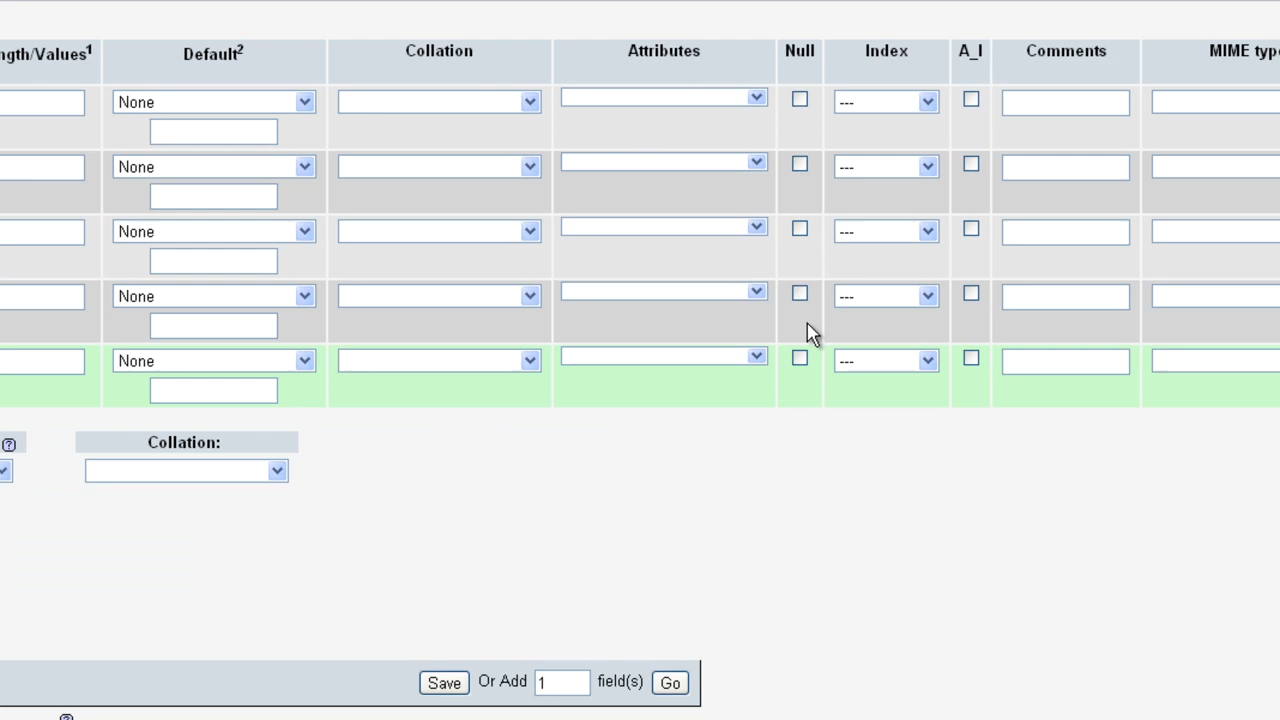 ngth/Values1 Default2 Collation Attributes Null Index A_I Comments MIME type
None ---
None ---
None ---
None ---
None ---
? Collation:
Save Or Add 1 field(s) Go
?